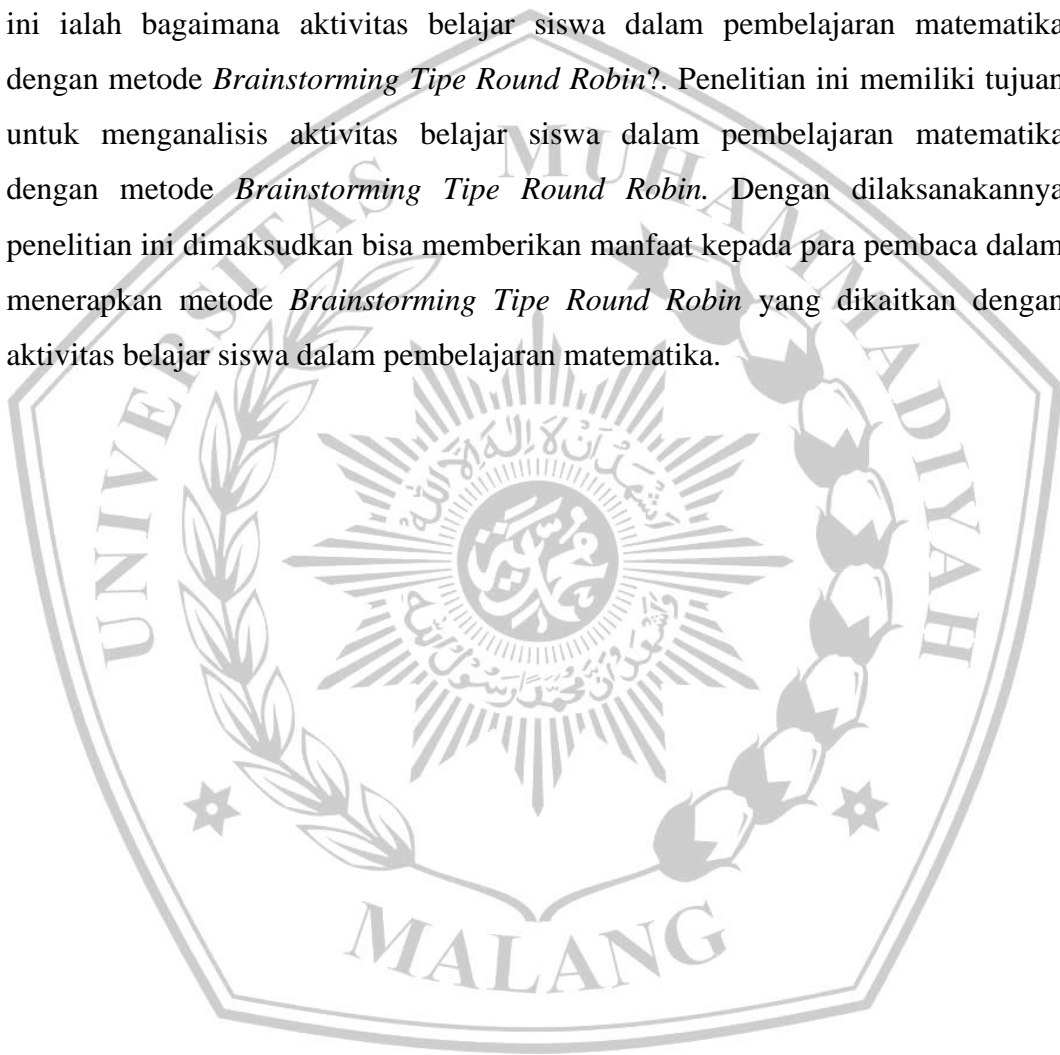 ini ialah bagaimana aktivitas belajar siswa dalam pembelajaran matematika
dengan metode Brainstorming Tipe Round Robin?. Penelitian ini memiliki tujuan
untuk menganalisis aktivitas belajar siswa dalam pembelajaran matematika
dengan metode Brainstorming Tipe Round Robin. Dengan dilaksanakannya
penelitian ini dimaksudkan bisa memberikan manfaat kepada para pembaca dalam
menerapkan metode Brainstorming Tipe Round Robin yang dikaitkan dengan
aktivitas belajar siswa dalam pembelajaran matematika.
UNIVERSITAS MUHAMMADIYAH
MALANG